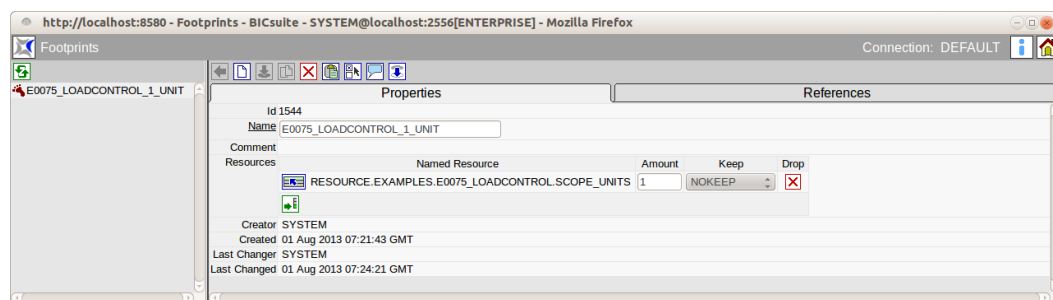 http://localhost:8580 - Footprints - BICsuite - SYSTEM@localhost:2556[ENTERPRISE] - Mozilla Firefox
Footprints Connection: DEFAULT
E0075_LOADCONTROL_1_UNIT
Properties References
Id 1544
Name E0075_LOADCONTROL_1_UNIT
Comment
Resources Named Resource Amount Keep Drop
RESOURCE.EXAMPLES.E0075_LOADCONTROL.SCOPE_UNITS 1 NOKEEP
Creator SYSTEM
Created 01 Aug 2013 07:21:43 GMT
Last Changer SYSTEM
Last Changed 01 Aug 2013 07:24:21 GMT